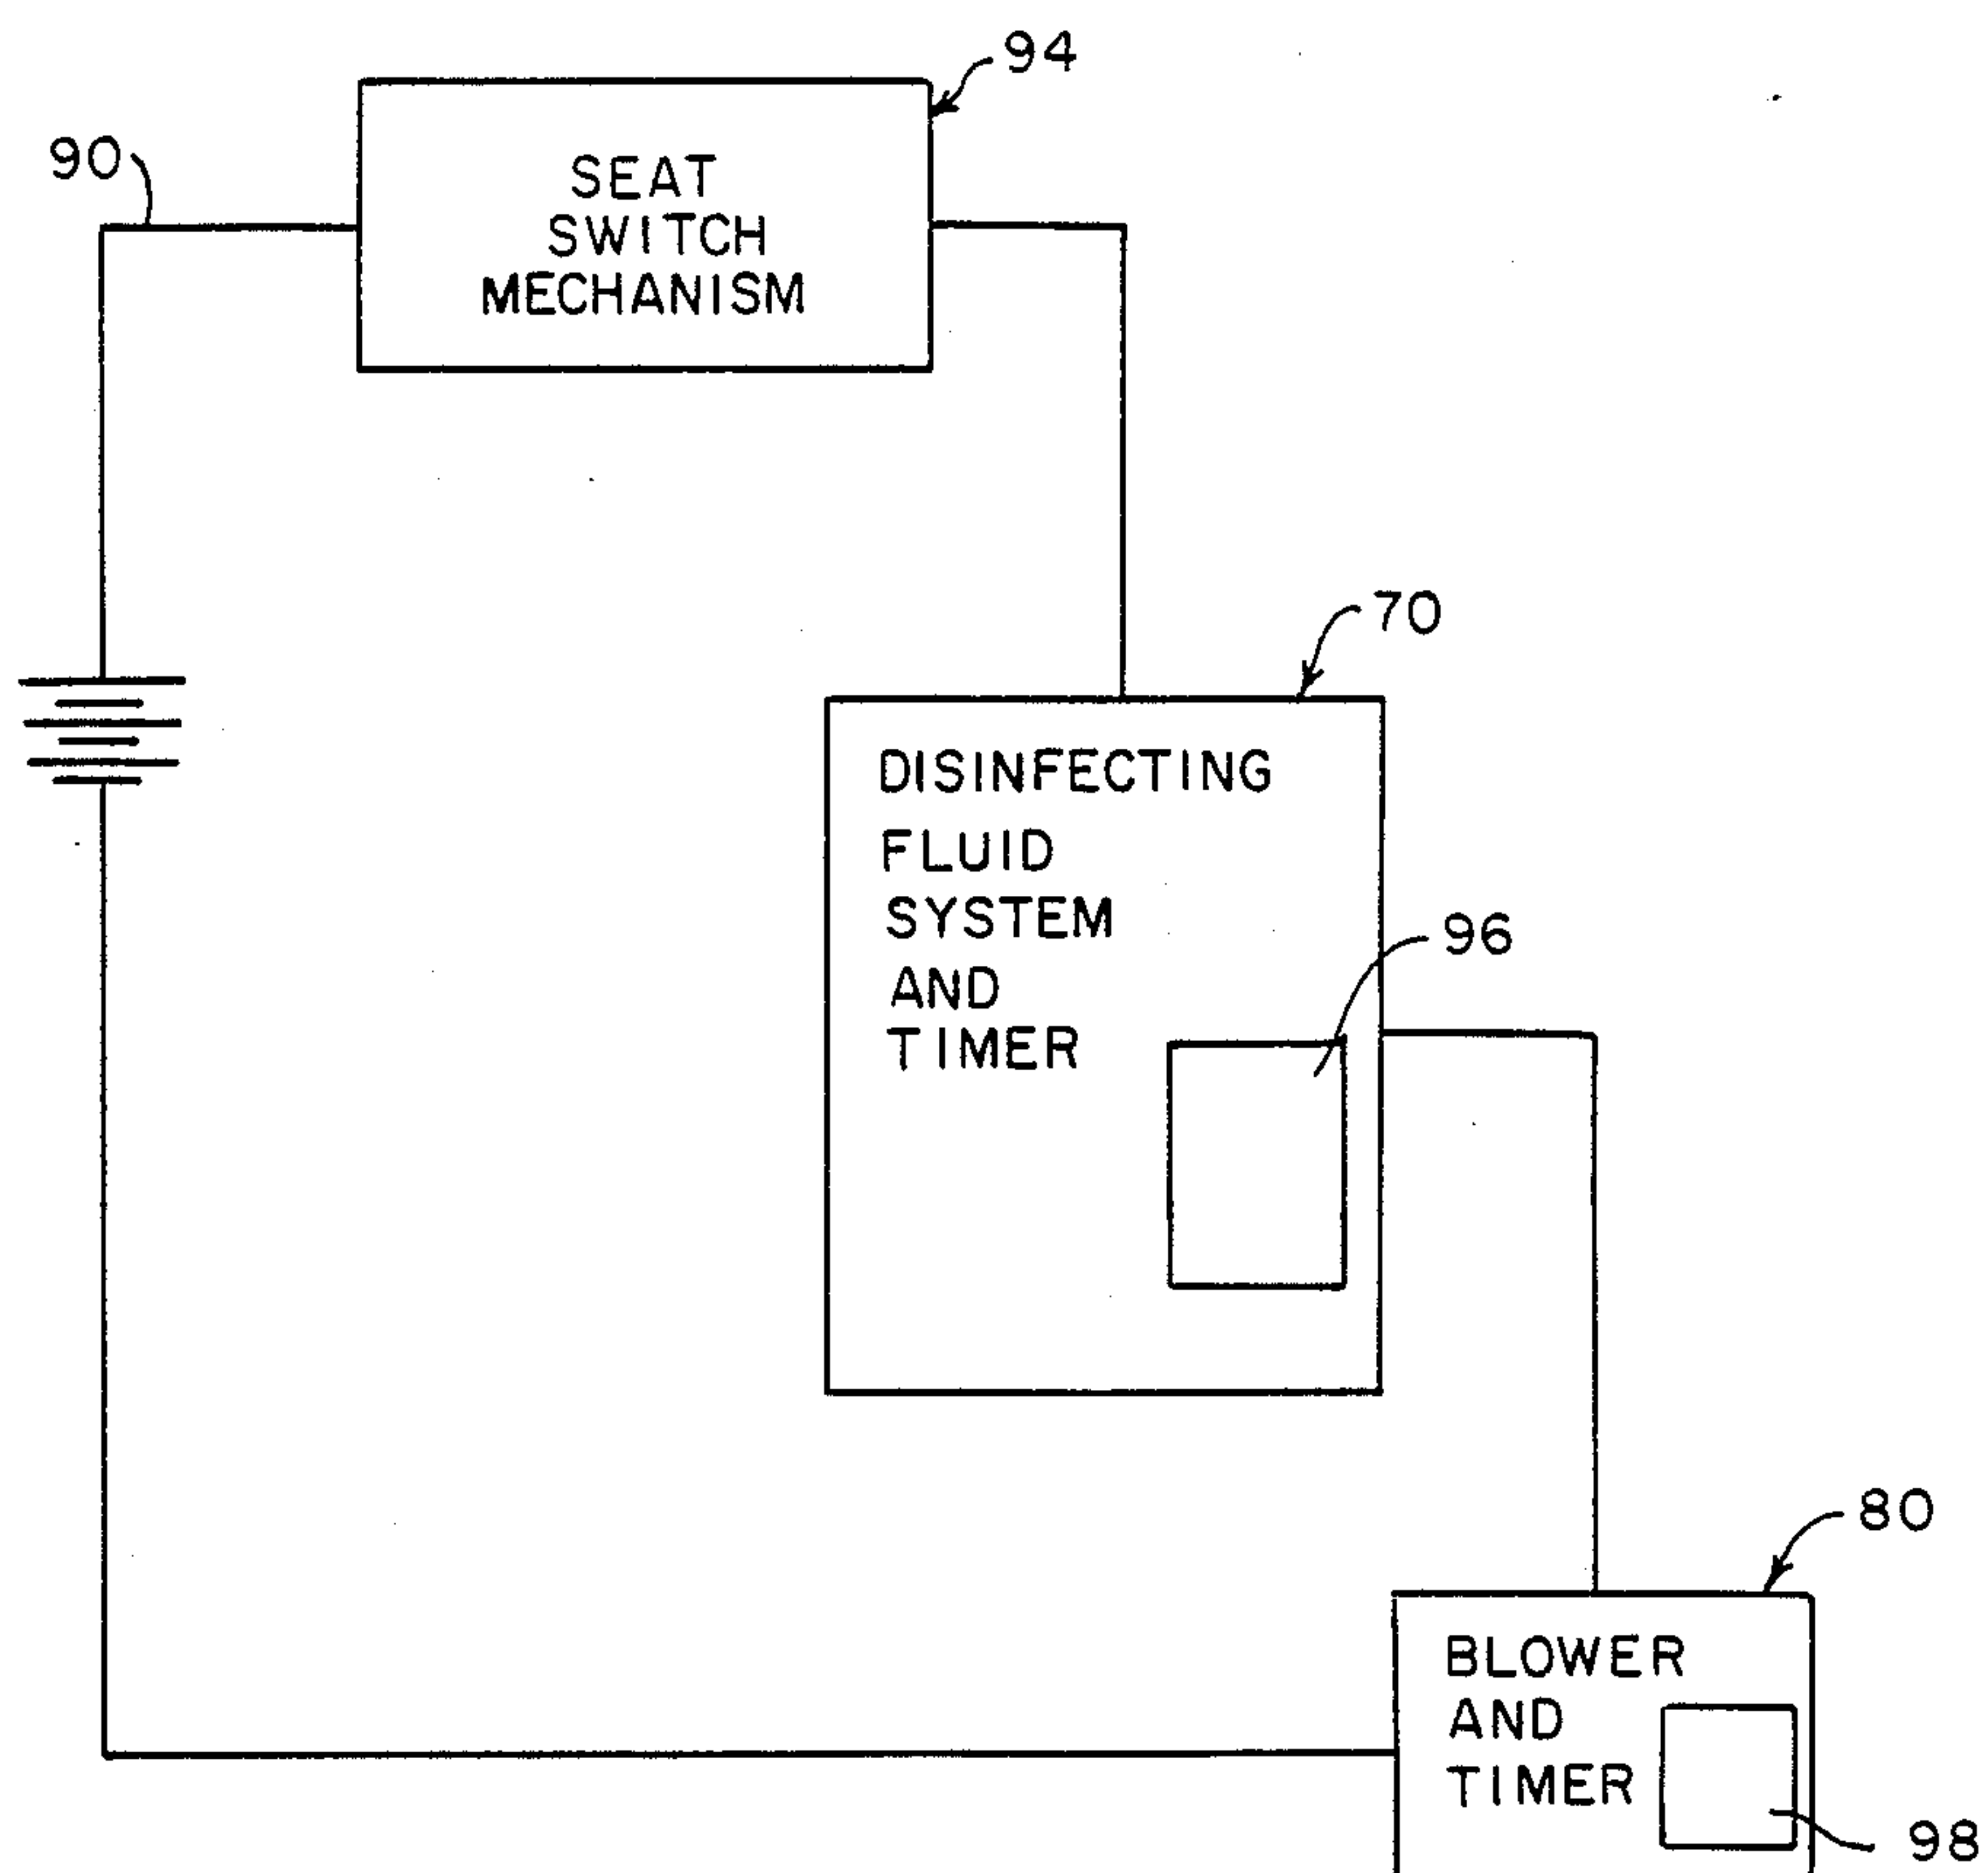 94
90
SEAT
SWITCH
MECHANISM
70
DISINFECTING
FLUID
SYSTEM
AND
TIMER
96
80
BLOWER
AND
TIMER
98